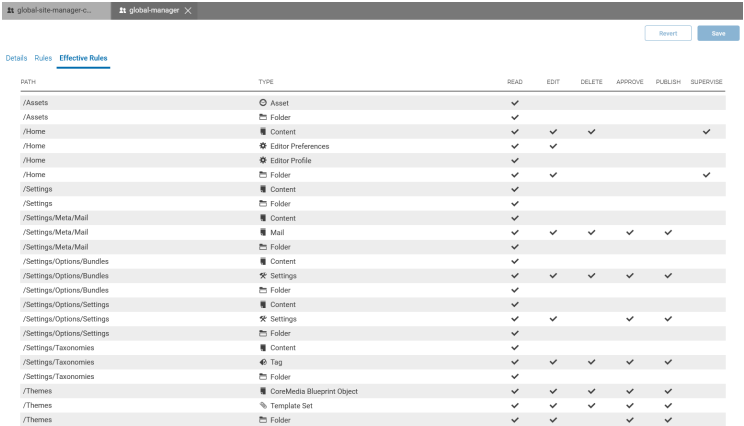 global-site-manager-c... global-manager
Revert Save
Details Rules Effective Rules
PATH TYPE READ EDIT DELETE APPROVE PUBLISH SUPERVISE
/Assets Asset
/Assets Folder
/Home Content
/Home Editor Preferences
/Home Editor Profile
/Home Folder
/Settings Content
/Settings Folder
/Settings/Meta/Mail Content
/Settings/Meta/Mail Mail
/Settings/Meta/Mail Folder
/Settings/Options/Bundles Content
/Settings/Options/Bundles Settings
/Settings/Options/Bundles Folder
/Settings/Options/Settings Content
/Settings/Options/Settings Settings
/Settings/Options/Settings Folder
/Settings/Taxonomies Content
/Settings/Taxonomies Tag
/Settings/Taxonomies Folder
/Themes CoreMedia Blueprint Object
/Themes Template Set
/Themes Folder